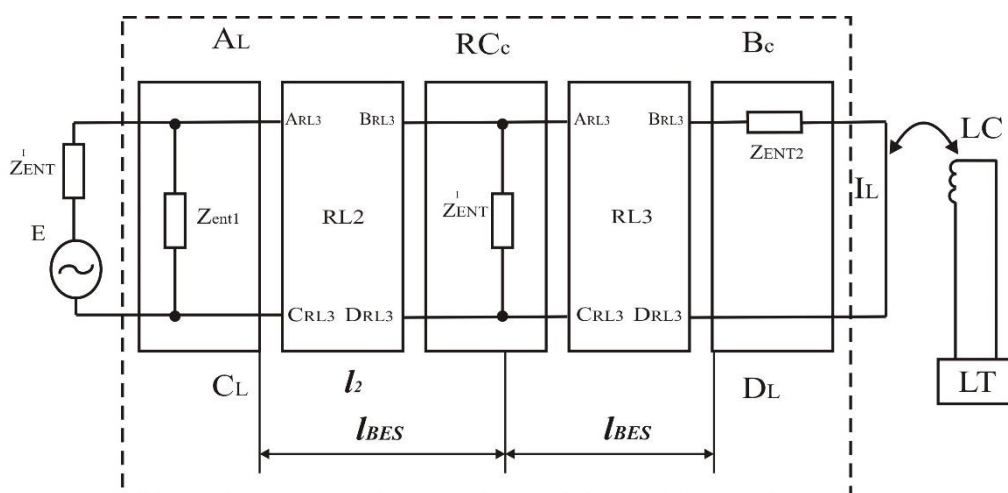 AL RCc Bc
ARL3 BRL3 ARL3 BRL3
I
ZENT
LC
ZENT2
IL
Zent1 RL2
I
ZENT
RL3
E
CRL3 DRL3 CRL3 DRL3
LT
CL l2 DL
lBES lBES